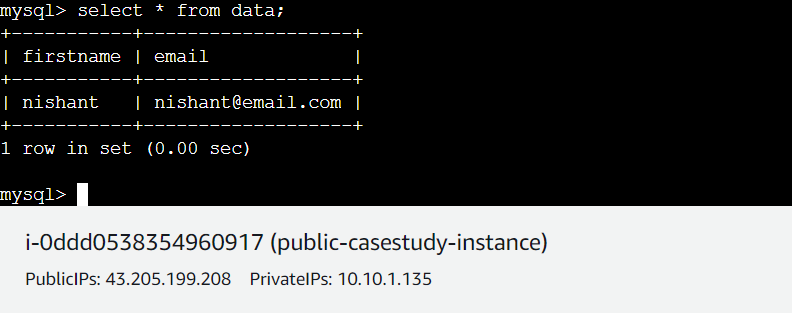 mysql> select * from data;
+-----------+-------------------+
| firstname | email             |
+-----------+-------------------+
| nishant   | nishant@email.com |
+-----------+-------------------+
1 row in set (0.00 sec)
mysql>
i-0ddd0538354960917 (public-casestudy-instance)
PublicIPs: 43.205.199.208 PrivateIPs: 10.10.1.135